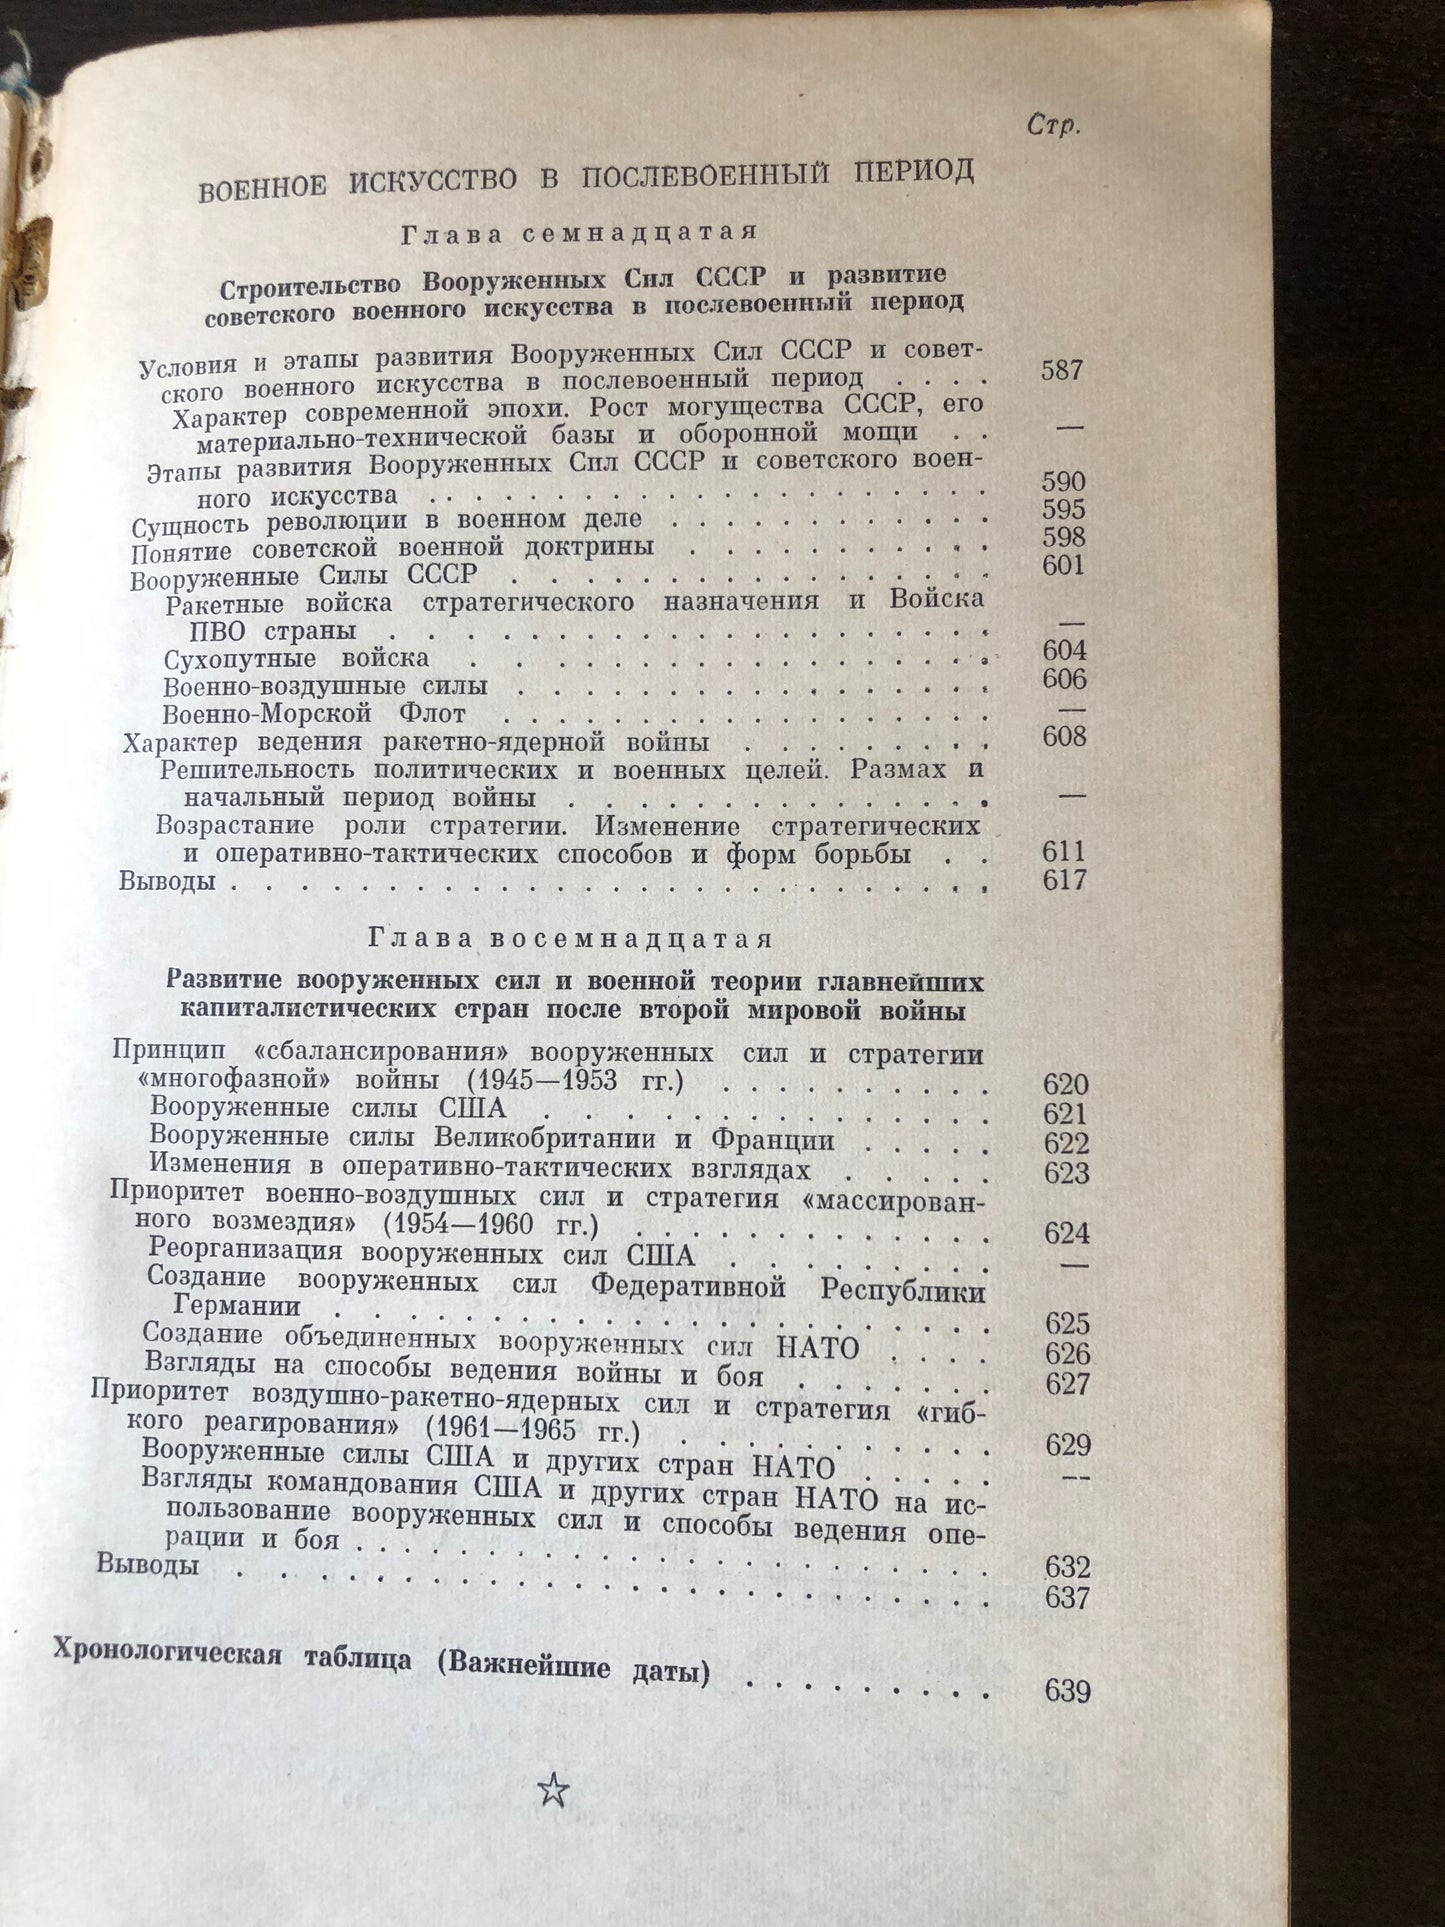 Стр.
ВОЕННОЕ ИСКУССТВО В ПОСЛЕВОЕННЫЙ ПЕРИОД
Глава семнадцатая
Строительство Вооруженных Сил СССР и развитие
советского военного искусства в послевоенный период
Условия и этапы развития Вооруженных Сил СССР и совет-
ского военного искусства в послевоенный период . . . . 587
Характер современной эпохи. Рост могущества СССР, его
материально-технической базы и оборонной мощи . . —
Этапы развития Вооруженных Сил СССР и советского воен-
ного искусства . . . . . . . . . . . . . . . . . . 590
Сущность революции в военном деле . . . . . . . . . . . 595
Понятие советской военной доктрины . . . . . . . . . . . 598
Вооруженные Силы СССР . . . . . . . . . . . . . . . . 601
Ракетные войска стратегического назначения и Войска
ПВО страны . . . . . . . . . . . . . . . . . . . —
Сухопутные войска . . . . . . . . . . . . . . . . 604
Военно-воздушные силы . . . . . . . . . . . . . . . 606
Военно-Морской Флот . . . . . . . . . . . . . . . —
Характер ведения ракетно-ядерной войны . . . . . . . . . 608
Решительность политических и военных целей. Размах и
начальный период войны . . . . . . . . . . . . . . —
Возрастание роли стратегии. Изменение стратегических
и оперативно-тактических способов и форм борьбы . . 611
Выводы . . . . . . . . . . . . . . . . . . . . . . 617
Глава восемнадцатая
Развитие вооруженных сил и военной теории главнейших
капиталистических стран после второй мировой войны
Принцип «сбалансирования» вооруженных сил и стратегии
«многофазной» войны (1945—1953 гг.) . . . . . . . . . . 620
Вооруженные силы США . . . . . . . . . . . . . . . 621
Вооруженные силы Великобритании и Франции . . . . . 622
Изменения в оперативно-тактических взглядах . . . . . 623
Приоритет военно-воздушных сил и стратегия «массирован-
ного возмездия» (1954—1960 гг.) . . . . . . . . . . . . . 624
Реорганизация вооруженных сил США . . . . . . . . . —
Создание вооруженных сил Федеративной Республики
Германии . . . . . . . . . . . . . . . . . . . . 625
Создание объединенных вооруженных сил НАТО . . . . 626
Взгляды на способы ведения войны и боя . . . . . . . 627
Приоритет воздушно-ракетно-ядерных сил и стратегия «гиб-
кого реагирования» (1961—1965 гг.) . . . . . . . . . . . 629
Вооруженные силы США и других стран НАТО . . . . . —
Взгляды командования США и других стран НАТО на ис-
пользование вооруженных сил и способы ведения опе-
рации и боя . . . . . . . . . . . . . . . . . . . 632
Выводы . . . . . . . . . . . . . . . . . . . . . . 637
Хронологическая таблица (Важнейшие даты) . . . . . . . . . 639